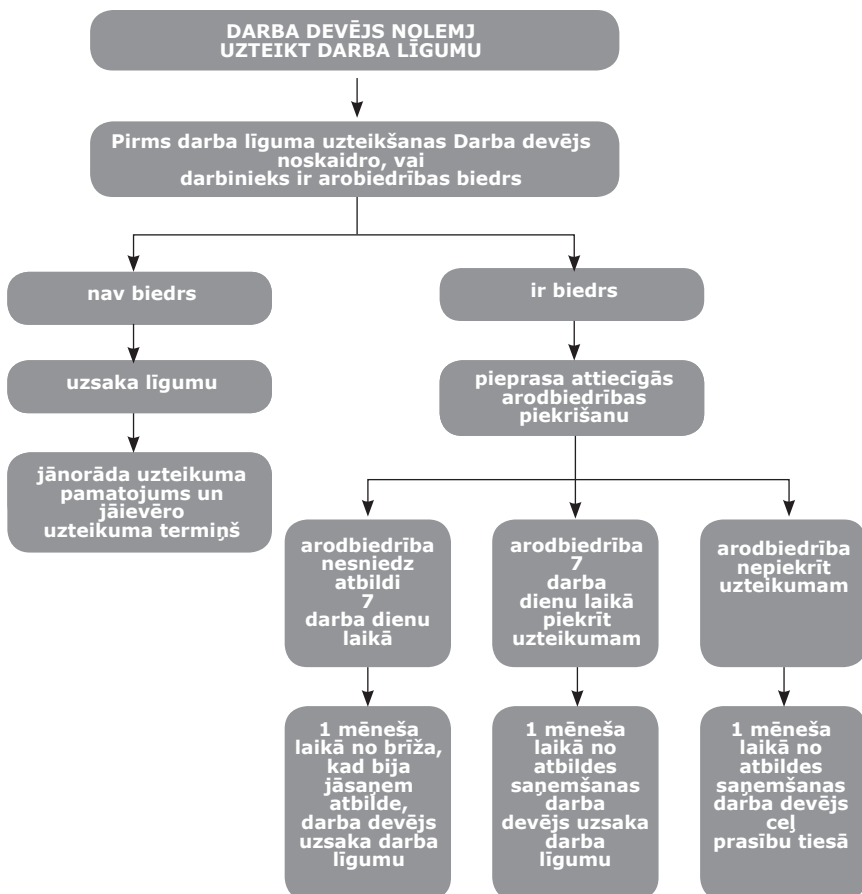 DARBA DEVĒJS NOLEMJ
UZTEIKT DARBA LĪGUMU
Pirms darba līguma uzteikšanas Darba devējs
noskaidro, vai
darbinieks ir arobiedrības biedrs
nav biedrs
ir biedrs
uzsaka līgumu
pieprasa attiecīgās
arodbiedrības
piekrišanu
jānorāda uzteikuma
pamatojums un
jāievēro
uzteikuma termiņš
arodbiedrība
nesniedz
atbildi
7
darba dienu
laikā
arodbiedrība
7
darba
dienu laikā
piekrīt
uzteikumam
arodbiedrība
nepiekrīt
uzteikumam
1 mēneša
laikā no brīža,
kad bija
jāsaņem
atbilde,
darba devējs
uzsaka darba
līgumu
1 mēneša
laikā no
atbildes
saņemšanas
darba
devējs uzsaka
darba
līgumu
1 mēneša
laikā no
atbildes
saņemšanas
darba devējs
ceļ
prasību tiesā